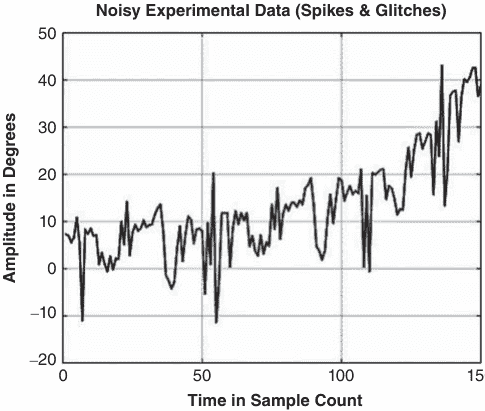 Noisy Experimental Data (Spikes & Glitches)
50
40
30
20
10
0
−10
−20
Amplitude in Degrees
0 50 100 15
Time in Sample Count